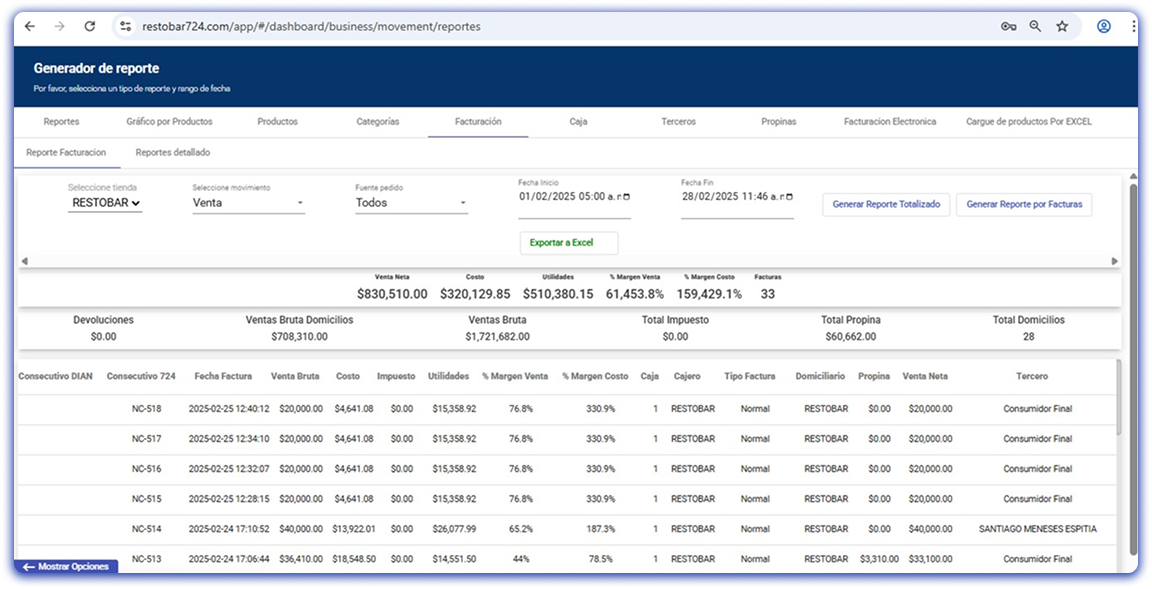 restobar724.com/app/#/dashboard/business/movement/reportes
Generador de reporte
Por favor, selecciona un tipo de reporte y rango de fecha
Reportes Gráfico por Productos Productos Categorías Facturación Caja Terceros Propinas Facturacion Electronica Cargue de productos Por EXCEL
Reporte Facturacion Reportes detallado
Seleccione tienda Seleccione movimiento Fuente pedido Fecha Inicio Fecha Fin
RESTOBAR Venta Todos 01/02/2025 05:00 a. 28/02/2025 11:46 a. Generar Reporte Totalizado Generar Reporte por Facturas
Exportar a Excel
Venta Neta Costo Utilidades % Margen Venta % Margen Costo Facturas
$830,510.00 $320,129.85 $510,380.15 61,453.8% 159,429.1% 33
Devoluciones Ventas Bruta Domicilios Ventas Bruta Total Impuesto Total Propina Total Domicilios
$0.00 $708,310.00 $1,721,682.00 $0.00 $60,662.00 28
Consecutivo DIAN Consecutivo 724 Fecha Factura Venta Bruta Costo Impuesto Utilidades % Margen Venta % Margen Costo Caja Cajero Tipo Factura Domiciliario Propina Venta Neta Tercero
NC-518 2025-02-25 12:40:12 $20,000.00 $4,641.08 $0.00 $15,358.92 76.8% 330.9% 1 RESTOBAR Normal RESTOBAR $0.00 $20,000.00 Consumidor Final
NC-517 2025-02-25 12:34:10 $20,000.00 $4,641.08 $0.00 $15,358.92 76.8% 330.9% 1 RESTOBAR Normal RESTOBAR $0.00 $20,000.00 Consumidor Final
NC-516 2025-02-25 12:32:07 $20,000.00 $4,641.08 $0.00 $15,358.92 76.8% 330.9% 1 RESTOBAR Normal RESTOBAR $0.00 $20,000.00 Consumidor Final
NC-515 2025-02-25 12:28:15 $20,000.00 $4,641.08 $0.00 $15,358.92 76.8% 330.9% 1 RESTOBAR Normal RESTOBAR $0.00 $20,000.00 Consumidor Final
NC-514 2025-02-24 17:10:52 $40,000.00 $13,922.01 $0.00 $26,077.99 65.2% 187.3% 1 RESTOBAR Normal RESTOBAR $0.00 $40,000.00 SANTIAGO MENESES ESPITIA
NC-513 2025-02-24 17:06:44 $36,410.00 $18,548.50 $0.00 $14,551.50 44% 78.5% 1 RESTOBAR Normal RESTOBAR $3,310.00 $33,100.00 Consumidor Final
Mostrar Opciones